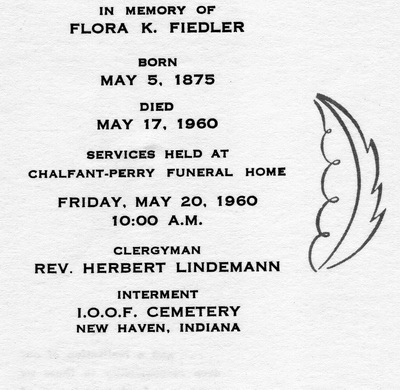 IN MEMORY OF
FLORA K. FIEDLER
BORN
MAY 5, 1875
DIED
MAY 17, 1960
SERVICES HELD AT
CHALFANT-PERRY FUNERAL HOME
FRIDAY, MAY 20, 1960
10:00 A.M.
CLERGYMAN
REV. HERBERT LINDEMANN
INTERMENT
I.O.O.F. CEMETERY
NEW HAVEN, INDIANA